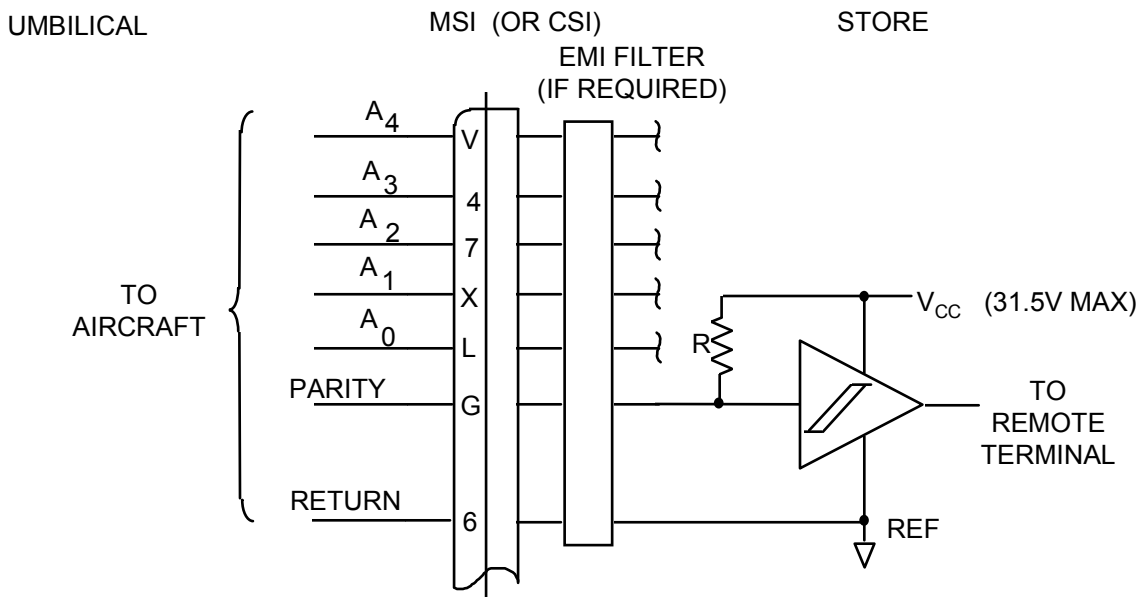 UMBILICAL
MSI (OR CSI)
STORE
EMI FILTER
(IF REQUIRED)
A4
V
A3
4
A2
7
A1
X
A0
L
PARITY
G
RETURN
6
TO
AIRCRAFT
R
VCC (31.5V MAX)
TO
REMOTE
TERMINAL
REF